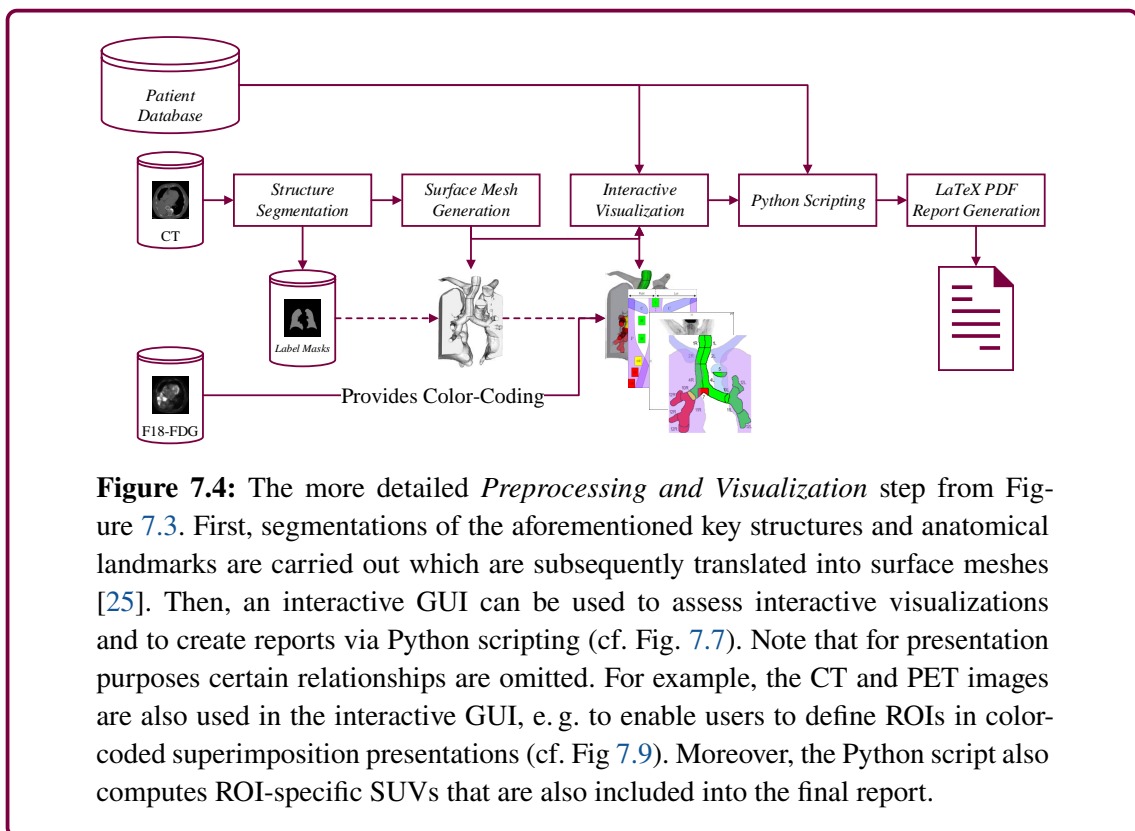 Patient
Database
Structure
Segmentation
Surface Mesh
Generation
Interactive
Visualization
Python Scripting
LaTeX PDF
Report Generation
CT
Label Masks
Provides Color-Coding
F18-FDG
Figure 7.4: The more detailed Preprocessing and Visualization step from Fig-
ure 7.3. First, segmentations of the aforementioned key structures and anatomical
landmarks are carried out which are subsequently translated into surface meshes
[25]. Then, an interactive GUI can be used to assess interactive visualizations
and to create reports via Python scripting (cf. Fig. 7.7). Note that for presentation
purposes certain relationships are omitted. For example, the CT and PET images
are also used in the interactive GUI, e. g. to enable users to define ROIs in color-
coded superimposition presentations (cf. Fig 7.9). Moreover, the Python script also
computes ROI-specific SUVs that are also included into the final report.